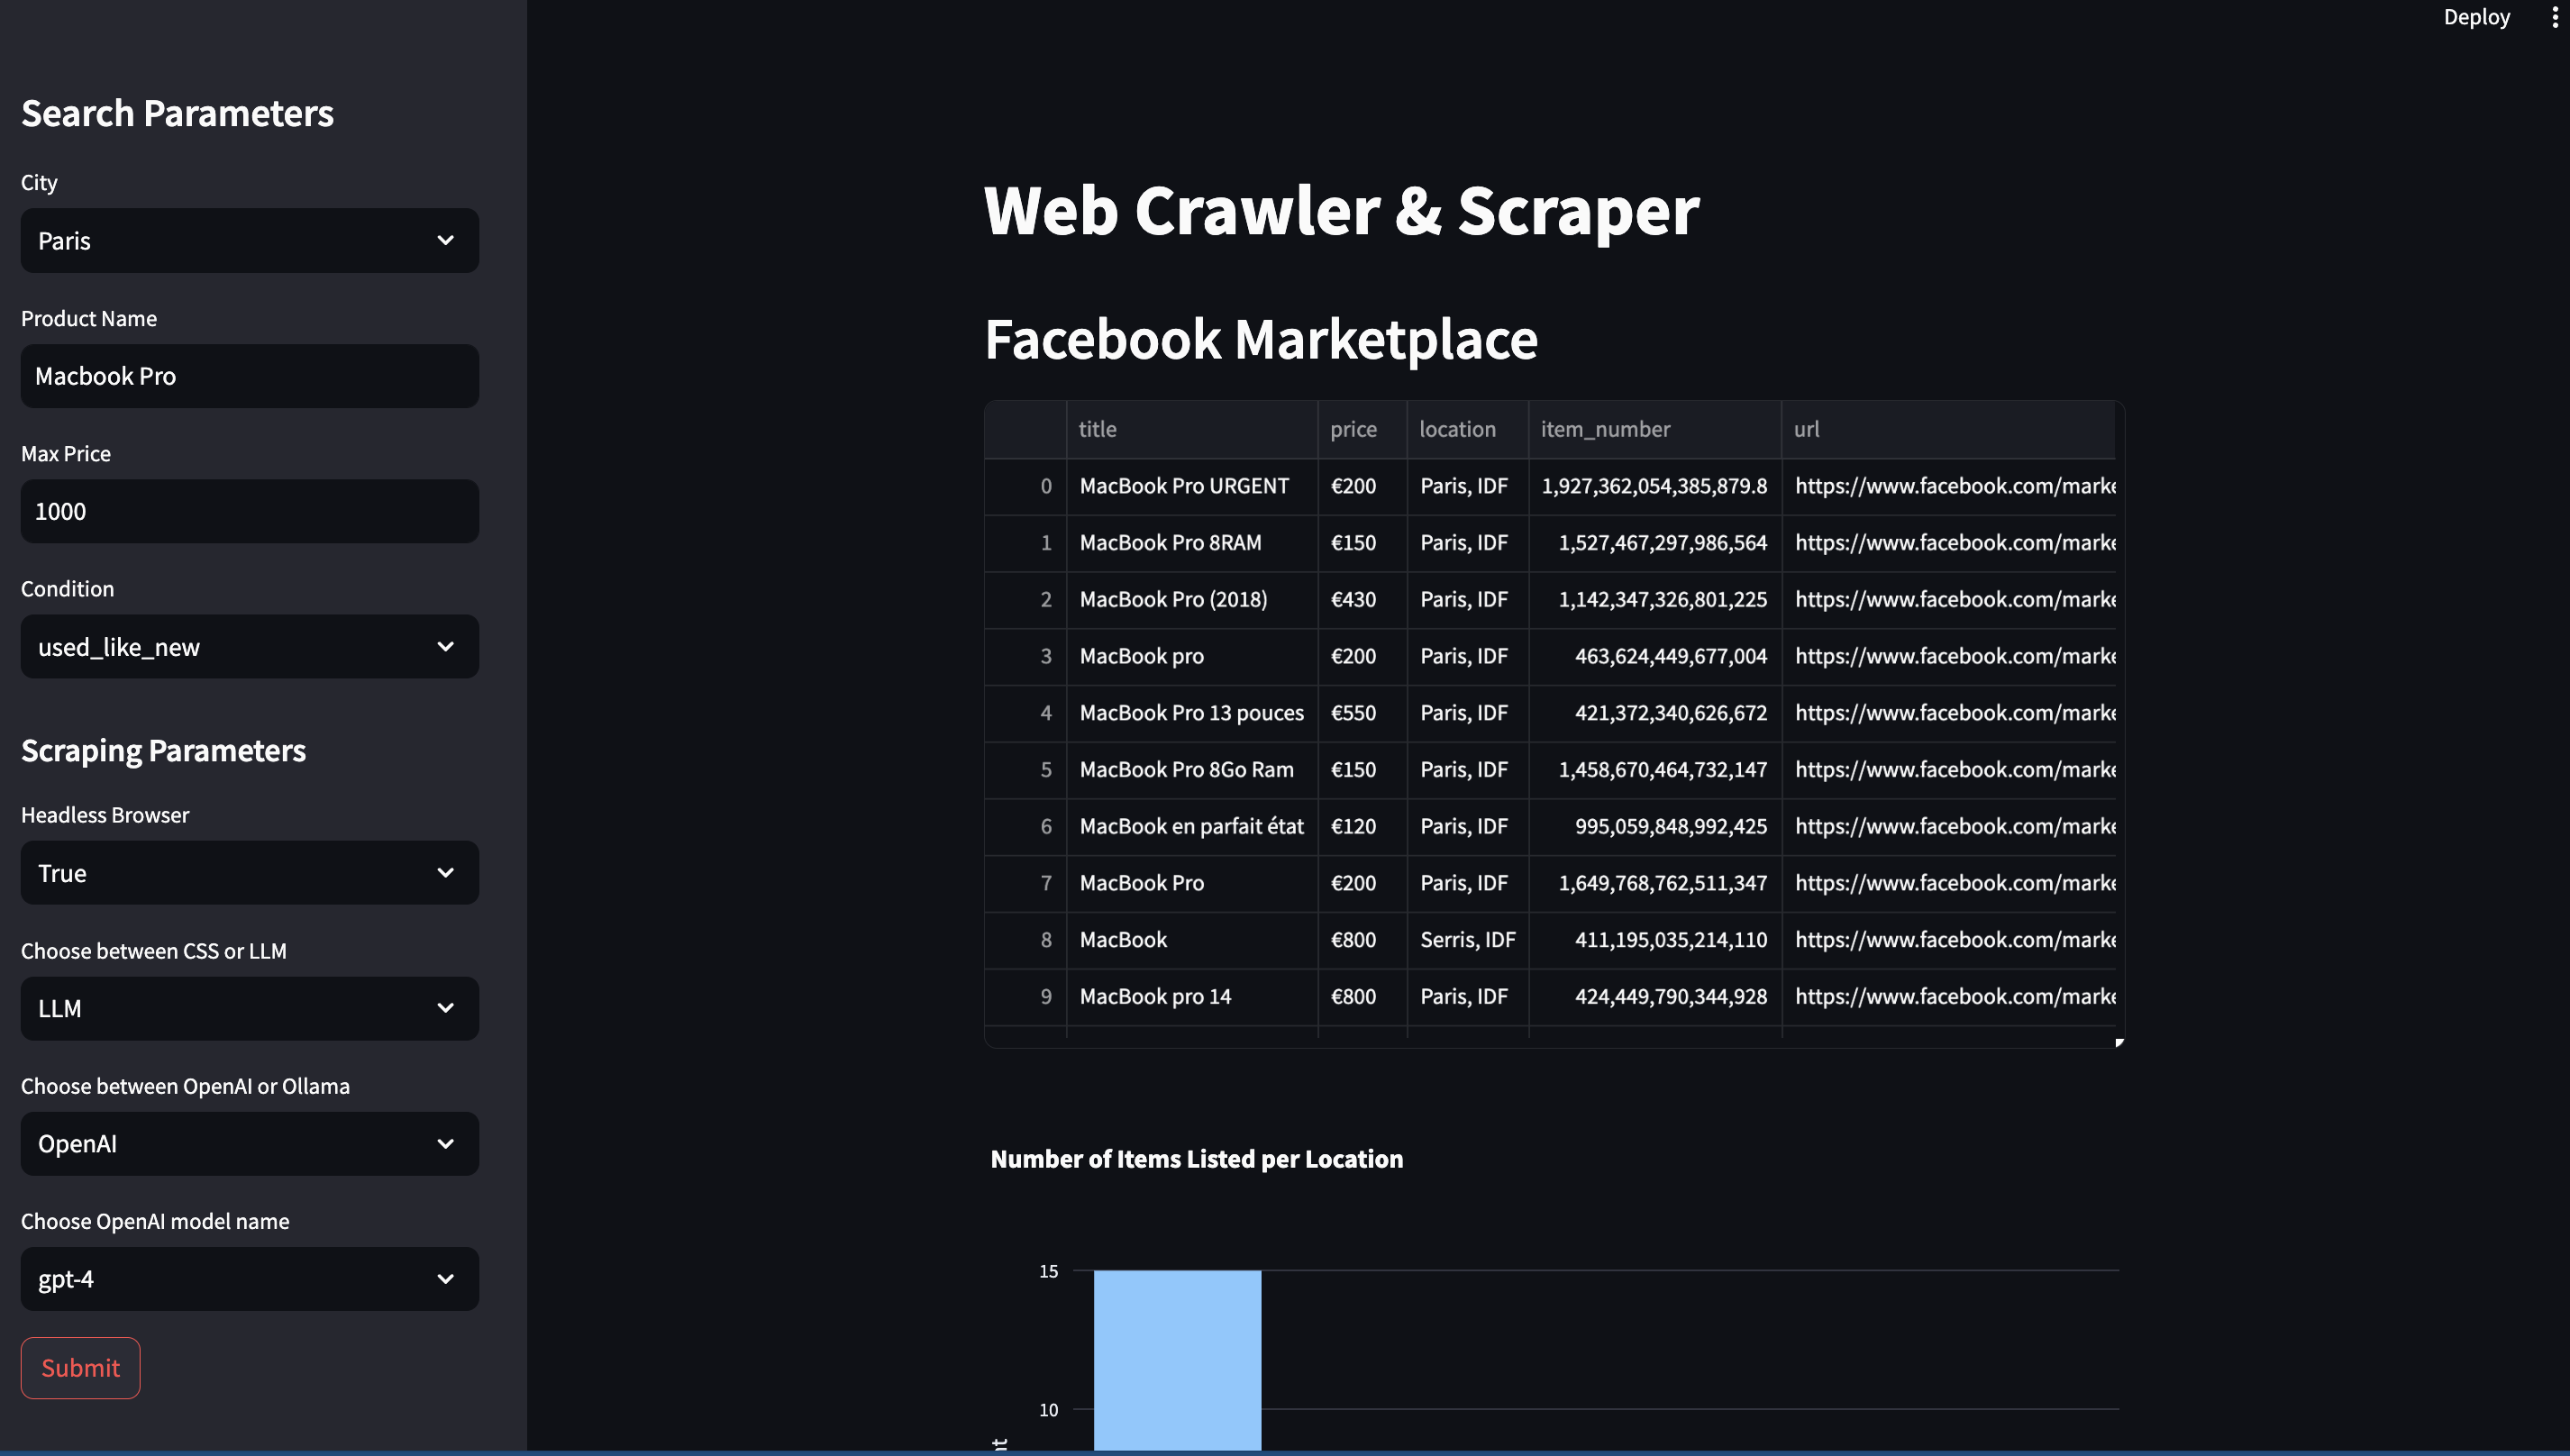 Deploy
Search Parameters
City
Paris
Product Name
Macbook Pro
Max Price
1000
Condition
used_like_new
Scraping Parameters
Headless Browser
True
Choose between CSS or LLM
LLM
Choose between OpenAI or Ollama
OpenAI
Choose OpenAI model name
gpt-4
Submit
Web Crawler & Scraper
Facebook Marketplace
title price location item_number url
0 MacBook Pro URGENT €200 Paris, IDF 1,927,362,054,385,879.8 https://www.facebook.com/marke
1 MacBook Pro 8RAM €150 Paris, IDF 1,527,467,297,986,564 https://www.facebook.com/marke
2 MacBook Pro (2018) €430 Paris, IDF 1,142,347,326,801,225 https://www.facebook.com/marke
3 MacBook pro €200 Paris, IDF 463,624,449,677,004 https://www.facebook.com/marke
4 MacBook Pro 13 pouces €550 Paris, IDF 421,372,340,626,672 https://www.facebook.com/marke
5 MacBook Pro 8Go Ram €150 Paris, IDF 1,458,670,464,732,147 https://www.facebook.com/marke
6 MacBook en parfait état €120 Paris, IDF 995,059,848,992,425 https://www.facebook.com/marke
7 MacBook Pro €200 Paris, IDF 1,649,768,762,511,347 https://www.facebook.com/marke
8 MacBook €800 Serris, IDF 411,195,035,214,110 https://www.facebook.com/marke
9 MacBook pro 14 €800 Paris, IDF 424,449,790,344,928 https://www.facebook.com/marke
Number of Items Listed per Location
15
10